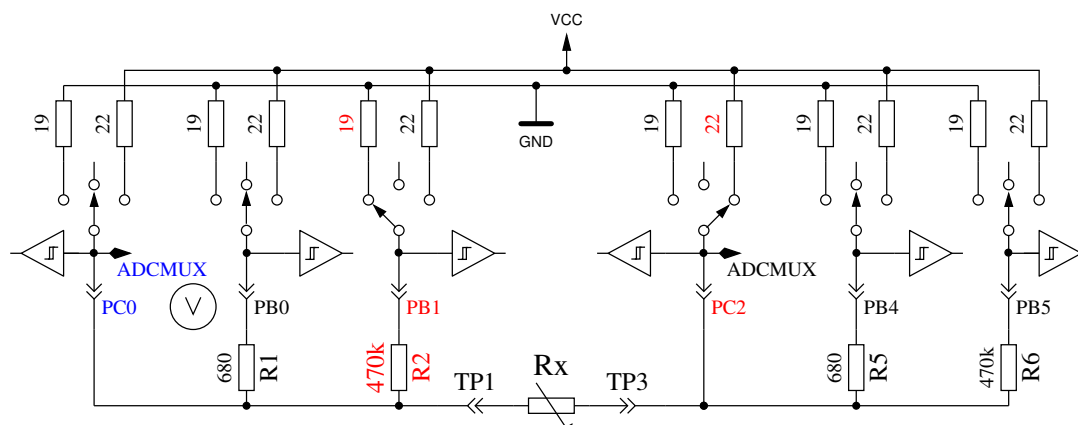 VCC
19 22 19 22 19 22 19 22 19 22 19 22
GND
ADCMUX ADCMUX
PC0 V PB0 PB1 PC2 PB4 PB5
680 R1 470k R2 680 R5 470k R6
TP1 Rx TP3